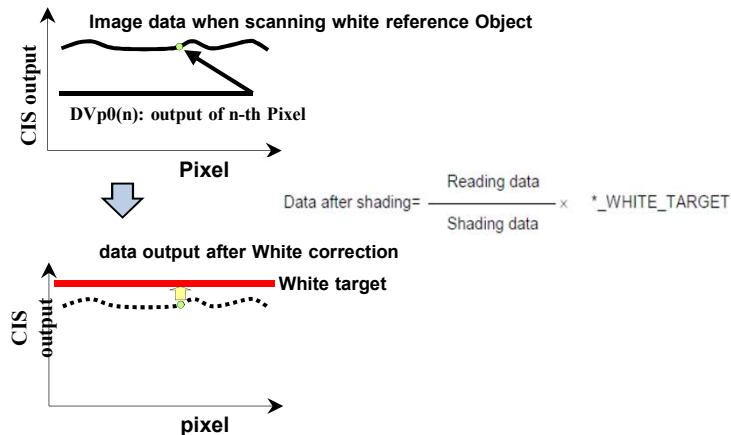 Image data when scanning white reference Object
CIS output
DVp0(n): output of n-th Pixel
Pixel
Data after shading= Reading data
Shading data
× *_WHITE_TARGET
data output after White correction
White target
CIS
output
pixel